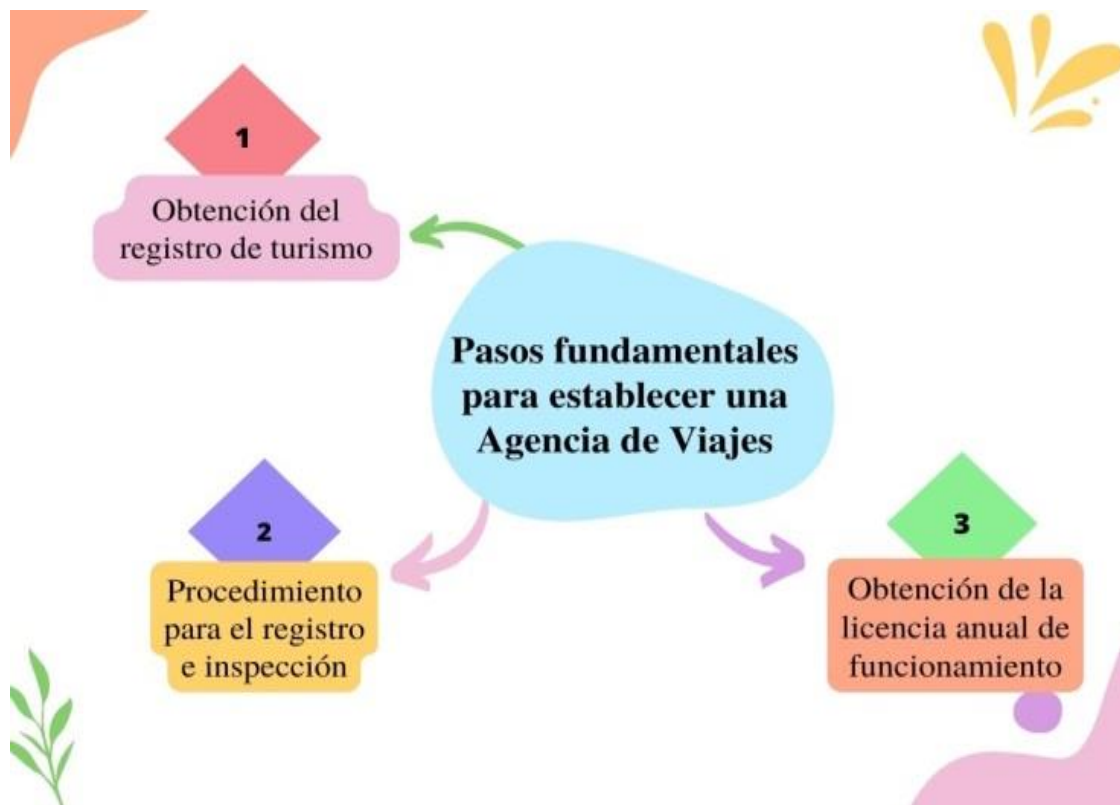 1
Obtención del
registro de turismo
Pasos fundamentales
para establecer una
Agencia de Viajes
2
Procedimiento
para el registro
e inspección
3
Obtención de la
licencia anual de
funcionamiento